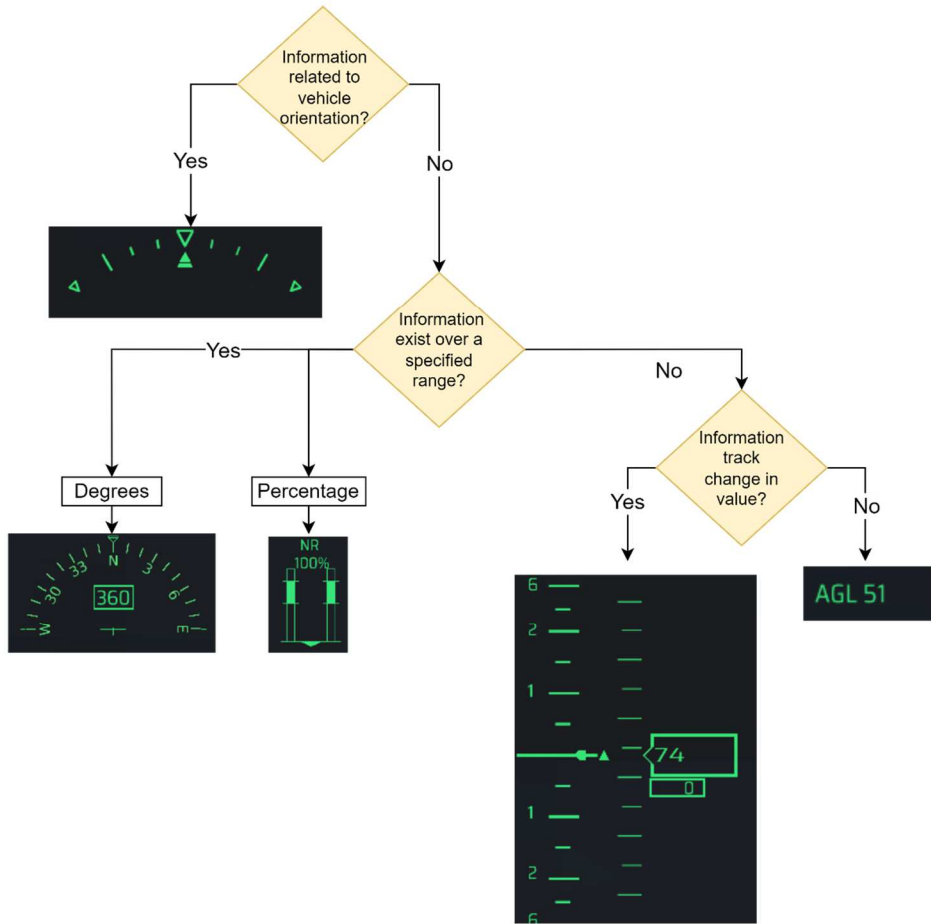 Information
related to
vehicle
orientation?
Yes
No
Information
exist over a
specified
range?
Yes
No
Information
track
change in
value?
Degrees
Percentage
Yes
No
W
30
33
N
3
6
E
360
NR
100%
AGL 51
6
2
1
1
2
6
74
0